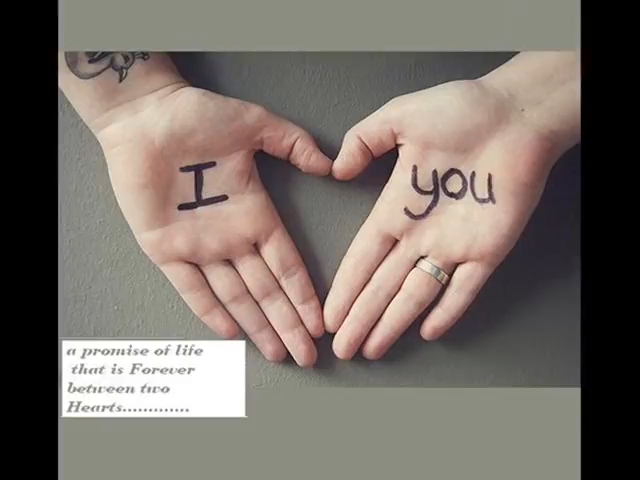 I you
a promise of life
that is Forever
between two
Hearts.............